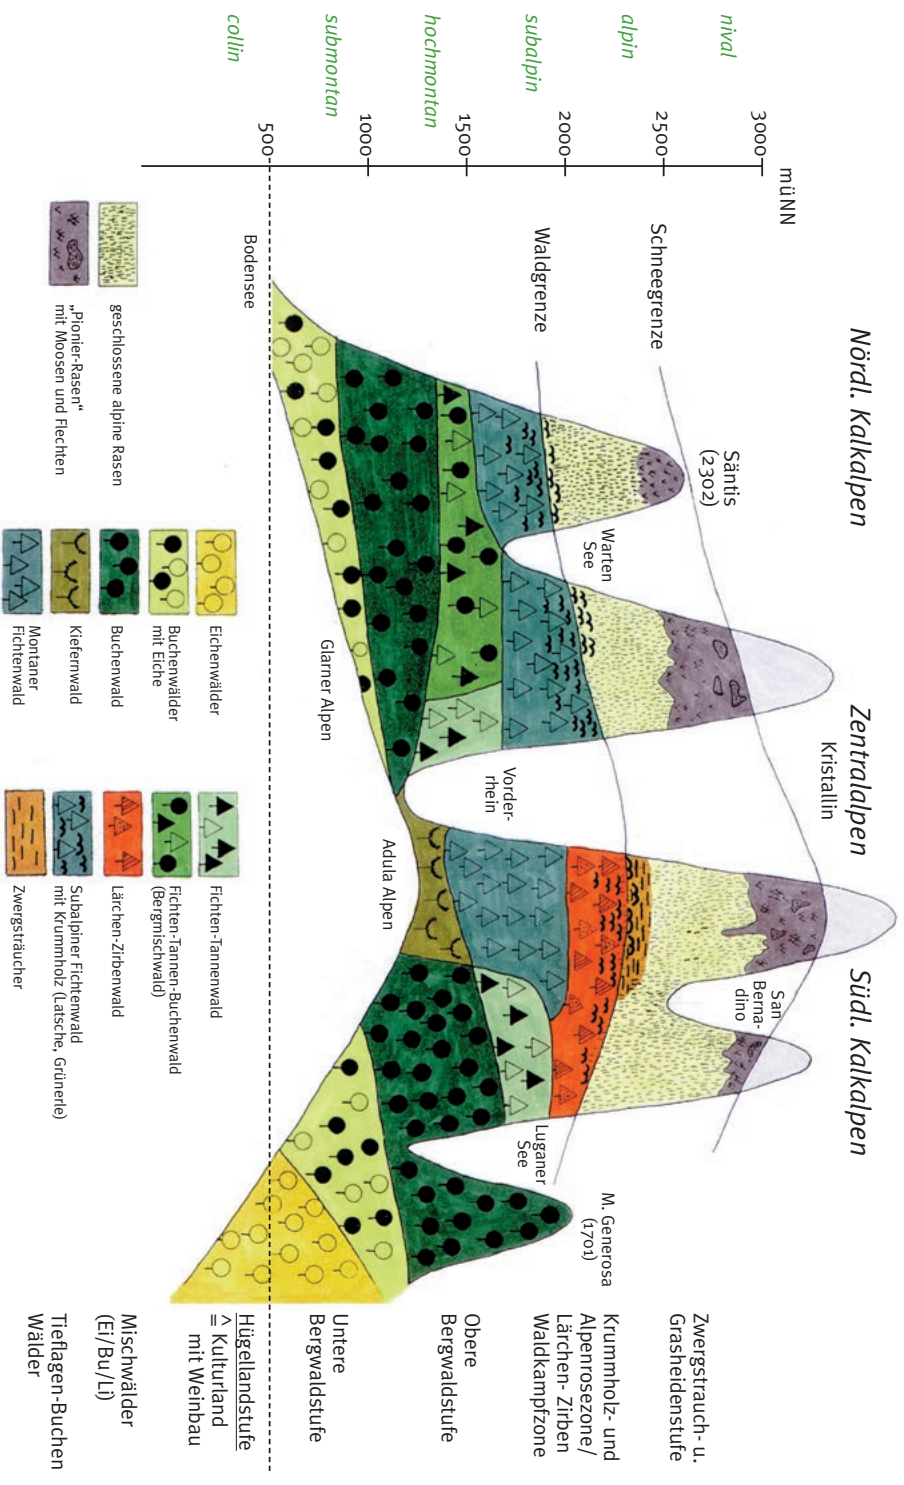 Nördl. Kalkalpen
Zentralalpen
Südl. Kalkalpen
Kristallin
müNN
3000
2500
2000
1500
1000
500
nival
alpin
subalpin
hochmontan
submontan
collin
Schneegrenze
Waldgrenze
Säntis
(2302)
Warten
See
Vorder-
rhein
San
Berna-
dino
Luganer
See
M. Generosa
(1701)
Bodensee
Glarner Alpen
Adula Alpen
Zwergstrauch- u.
Grasheidenstufe
Krummholz- und
Alpenrosezone/
Lärchen- Zirben
Waldkampfzone
Obere
Bergwaldstufe
Untere
Bergwaldstufe
Hügellandstufe
^ Kulturland
= mit Weinbau
Mischwälder
(Ei/Bu/Li)
Tieflagen-Buchen
Wälder
geschlossene alpine Rasen
„Pionier-Rasen“
mit Moosen und Flechten
Eichenwälder
Buchenwälder
mit Eiche
Buchenwald
Kiefernwald
Montaner
Fichtenwald
Fichten-Tannenwald
Fichten-Tannen-Buchenwald
(Bergmischwald)
Lärchen-Zirbenwald
Subalpiner Fichtenwald
mit Krummholz (Latsche, Grünerle)
Zwergsträucher